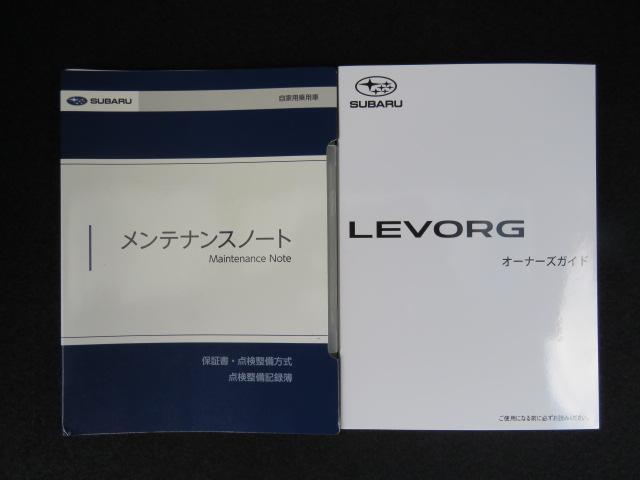 SUBARU
自家用乗用車
メンテナンスノート
Maintenance Note
保証書・点検整備方式
点検整備記録簿
SUBARU
LEVORG
オーナーズガイド
ご使用になる前に必ずお読みください。